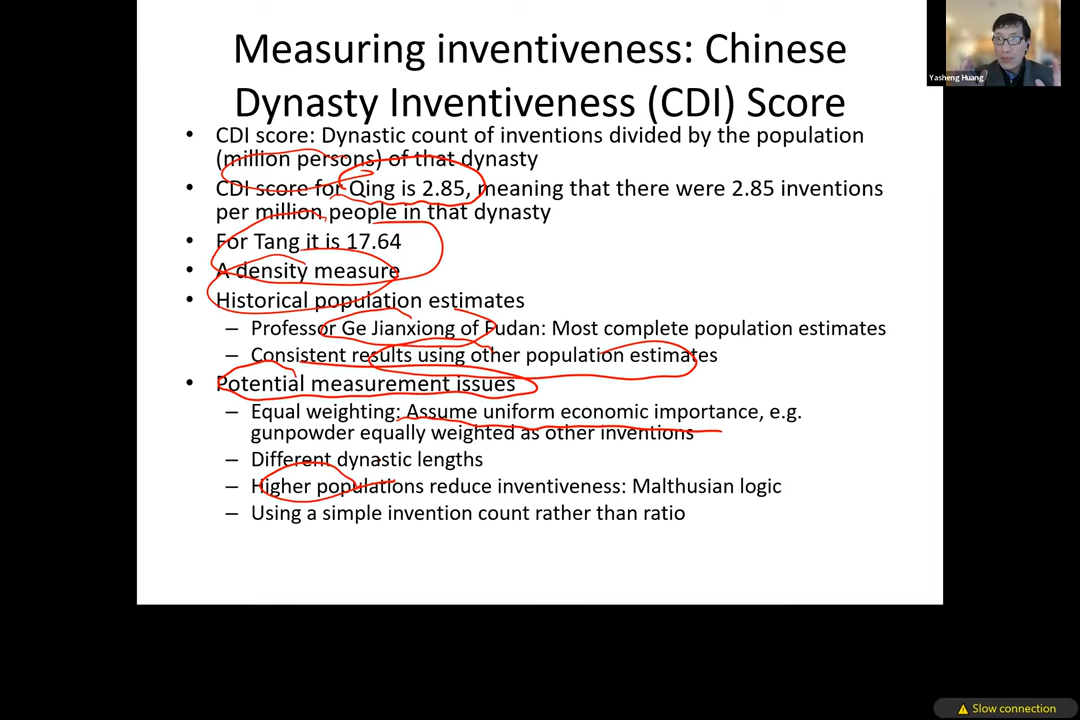 Measuring inventiveness: Chinese
Dynasty Inventiveness (CDI) Score
• CDI score: Dynastic count of inventions divided by the population
(million persons) of that dynasty
• CDI score for Qing is 2.85, meaning that there were 2.85 inventions
per million people in that dynasty
• For Tang it is 17.64
• A density measure
• Historical population estimates
– Professor Ge Jianxiong of Fudan: Most complete population estimates
– Consistent results using other population estimates
• Potential measurement issues
– Equal weighting: Assume uniform economic importance, e.g.
gunpowder equally weighted as other inventions
– Different dynastic lengths
– Higher populations reduce inventiveness: Malthusian logic
– Using a simple invention count rather than ratio
Yasheng Huang
Slow connection